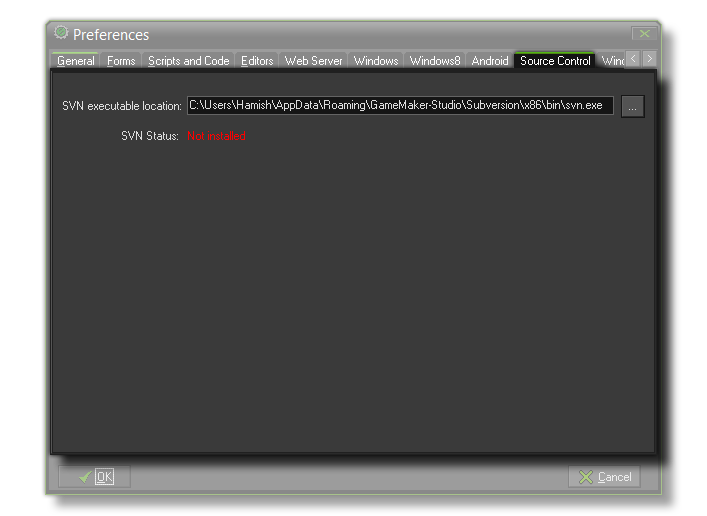 Preferences
General Forms Scripts and Code Editors Web Server Windows Windows8 Android Source Control Wind
SVN executable location: C:\Users\Hamish\AppData\Roaming\GameMaker-Studio\Subversion\x86\bin\svn.exe ...
SVN Status: Not installed
OK Cancel